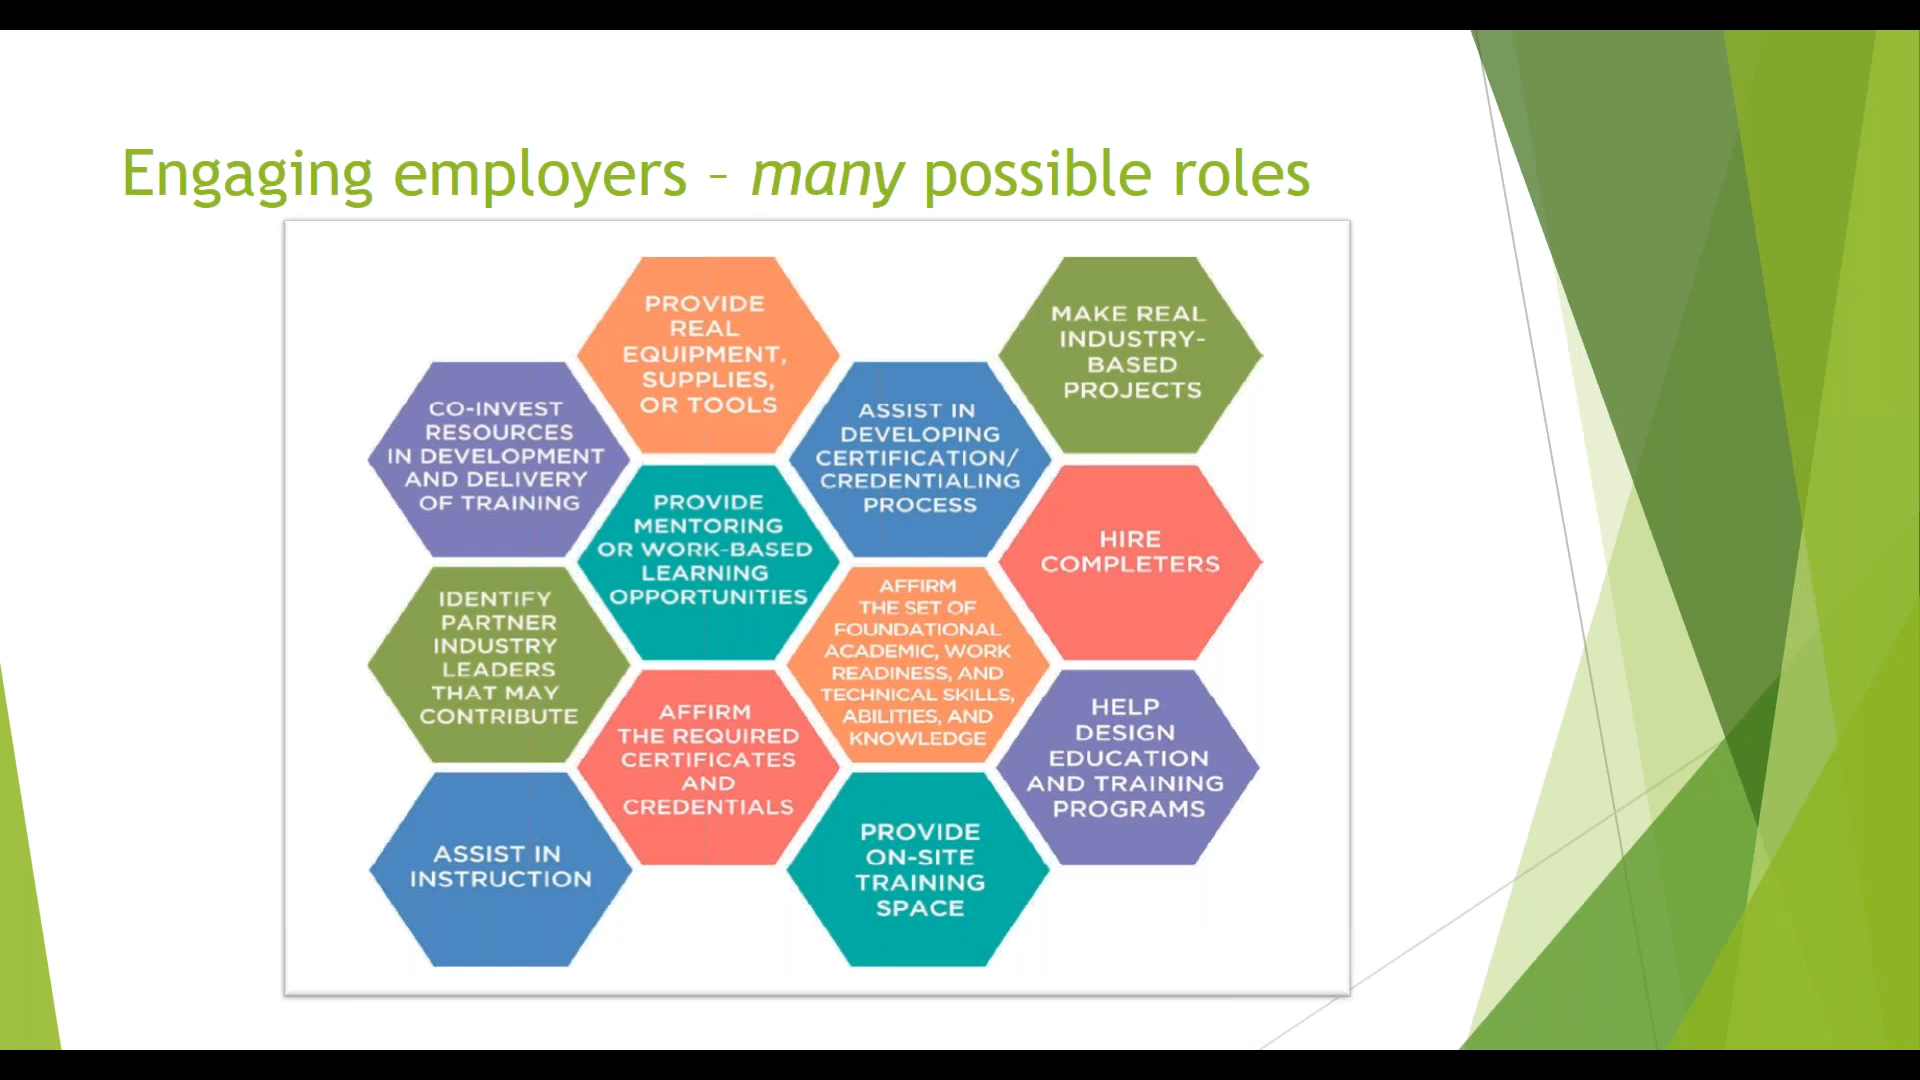 Engaging employers – many possible roles
PROVIDE
REAL
EQUIPMENT,
SUPPLIES,
OR TOOLS
MAKE REAL
INDUSTRY-
BASED
PROJECTS
CO-INVEST
RESOURCES
IN DEVELOPMENT
AND DELIVERY
OF TRAINING
ASSIST IN
DEVELOPING
CERTIFICATION/
CREDENTIALING
PROCESS
PROVIDE
MENTORING
OR WORK-BASED
LEARNING
OPPORTUNITIES
HIRE
COMPLETERS
IDENTIFY
PARTNER
INDUSTRY
LEADERS
THAT MAY
CONTRIBUTE
AFFIRM
THE SET OF
FOUNDATIONAL
ACADEMIC, WORK
READINESS, AND
TECHNICAL SKILLS,
ABILITIES, AND
KNOWLEDGE
AFFIRM
THE REQUIRED
CERTIFICATES
AND
CREDENTIALS
HELP
DESIGN
EDUCATION
AND TRAINING
PROGRAMS
ASSIST IN
INSTRUCTION
PROVIDE
ON-SITE
TRAINING
SPACE